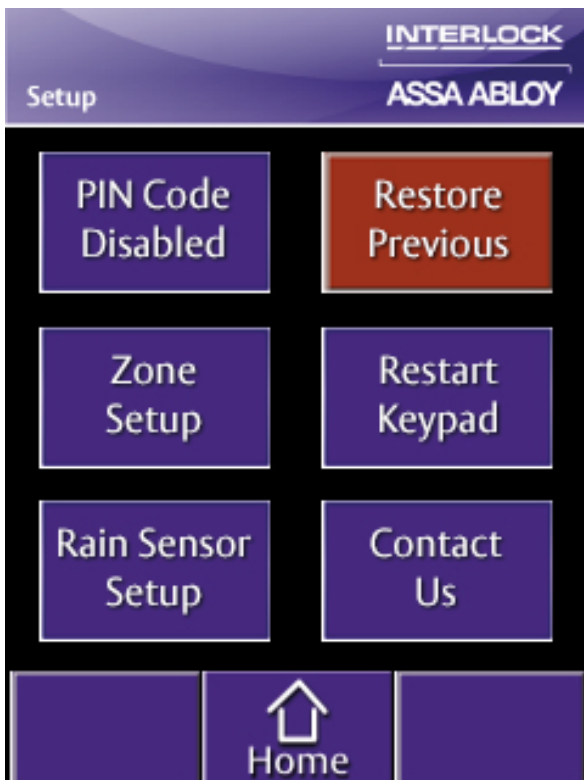 INTERLOCK
Setup
ASSA ABLOY
PIN Code
Disabled
Restore
Previous
Zone
Setup
Restart
Keypad
Rain Sensor
Setup
Contact
Us
Home